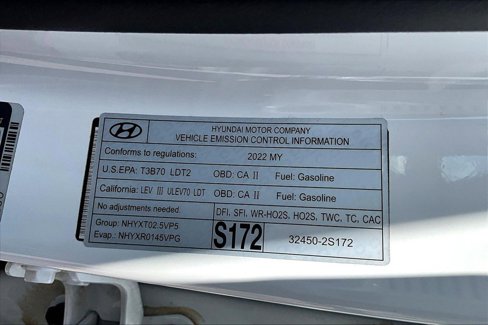 HYUNDAI MOTOR COMPANY
VEHICLE EMISSION CONTROL INFORMATION
Conforms to regulations: 2022 MY
U.S.EPA: T3B70 LDT2 OBD: CA II Fuel: Gasoline
California: LEV III ULEV70 LDT OBD: CA II Fuel: Gasoline
No adjustments needed. DFI, SFI, WR-HO2S, HO2S, TWC, TC, CAC
Group: NHYXT02.5VP5
Evap.: NHYXR0145VPG S172 32450-2S172